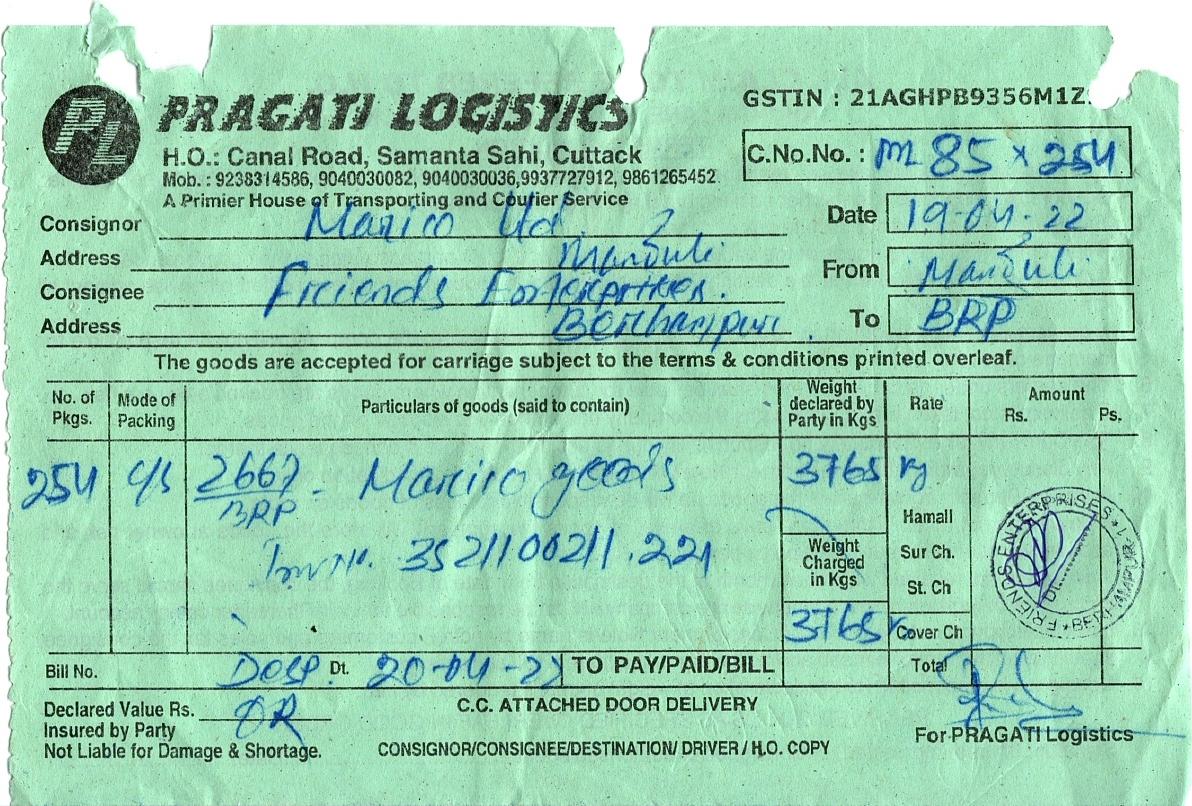 PL
PRAGATI LOGISTICS
GSTIN : 21AGHPB9356M1Z
H.O.: Canal Road, Samanta Sahi, Cuttack
C.No.No. : M 85 x 254
Mob. : 9238314586, 9040030082, 9040030036,9937727912, 9861265452
A Primier House of Transporting and Courier Service
Consignor Marico Ltd.
Date 19-04-22
Address Manguli
From Manguli
Consignee Friends Enterprises.
Address Berhampur
To BRP
The goods are accepted for carriage subject to the terms & conditions printed overleaf.
No. of Pkgs. Mode of Packing Particulars of goods (said to contain) Weight declared by Party in Kgs Rate Amount Rs. Ps.
254 C/S 2667 - Marico goods 3765 kg
BRP
Inv No. 352110021 221
Hamali
Weight Charged in Kgs
Sur Ch.
St. Ch
3765
Cover Ch
FRIENDS ENTERPRISES * BERHAMPUR-1 *
Dt.
Bill No. Desp. Dt. 20-04-22 TO PAY/PAID/BILL Total
Declared Value Rs. OR
C.C. ATTACHED DOOR DELIVERY
Insured by Party
For PRAGATI Logistics
Not Liable for Damage & Shortage.
CONSIGNOR/CONSIGNEE/DESTINATION/ DRIVER / H.O. COPY